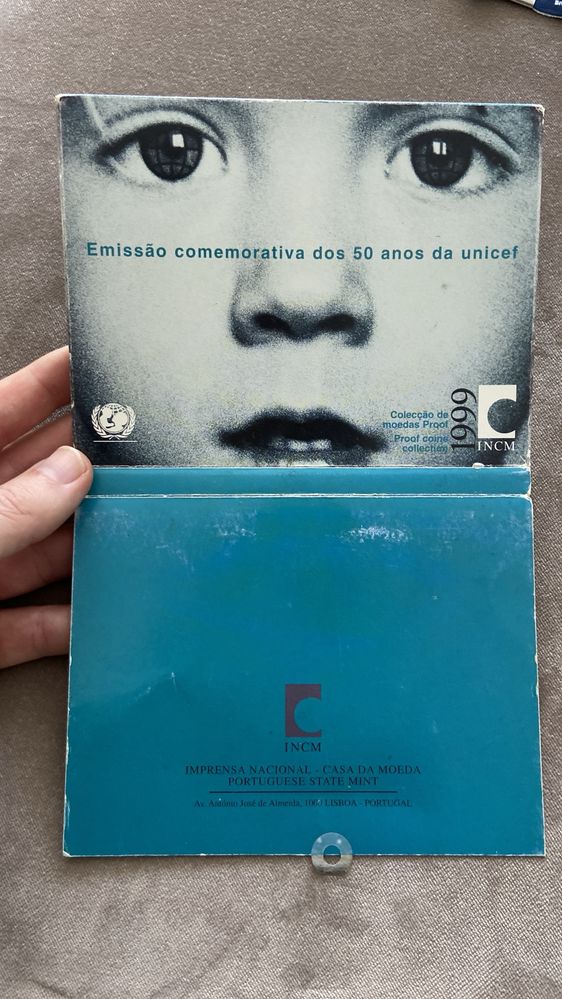 Emissão comemorativa dos 50 anos da unicef
Colecção de
moedas Proof
Proof coins
collection
1999
INCM
INCM
IMPRENSA NACIONAL - CASA DA MOEDA
PORTUGUESE STATE MINT
Av. António José de Almeida, 1000 LISBOA - PORTUGAL